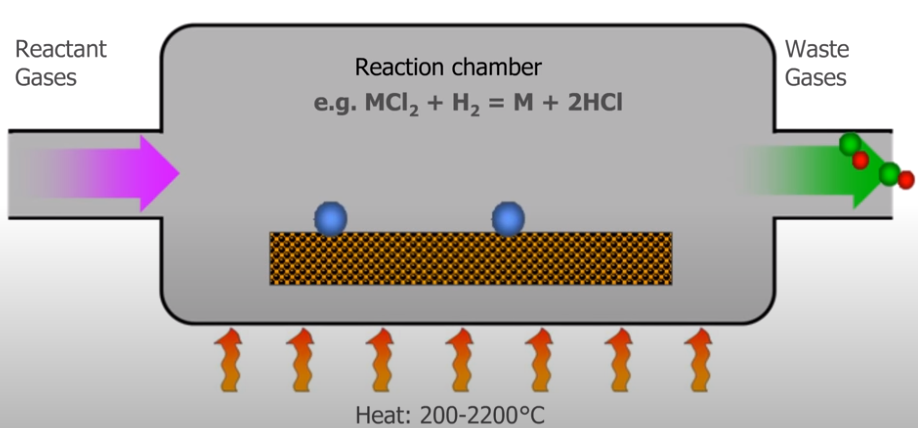 Reactant
Gases
Waste
Gases
Reaction chamber
e.g. MCl₂ + H₂ = M + 2HCl
Heat: 200-2200°C